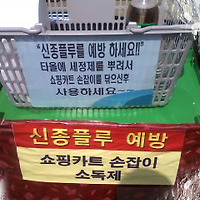 "신종플루를 예방 하세요!!"
타올에 세정제를 뿌려서
쇼핑카트 손잡이를 닦으신후
사용하세요~
신종플루 예방
쇼핑카트 손잡이
소독제